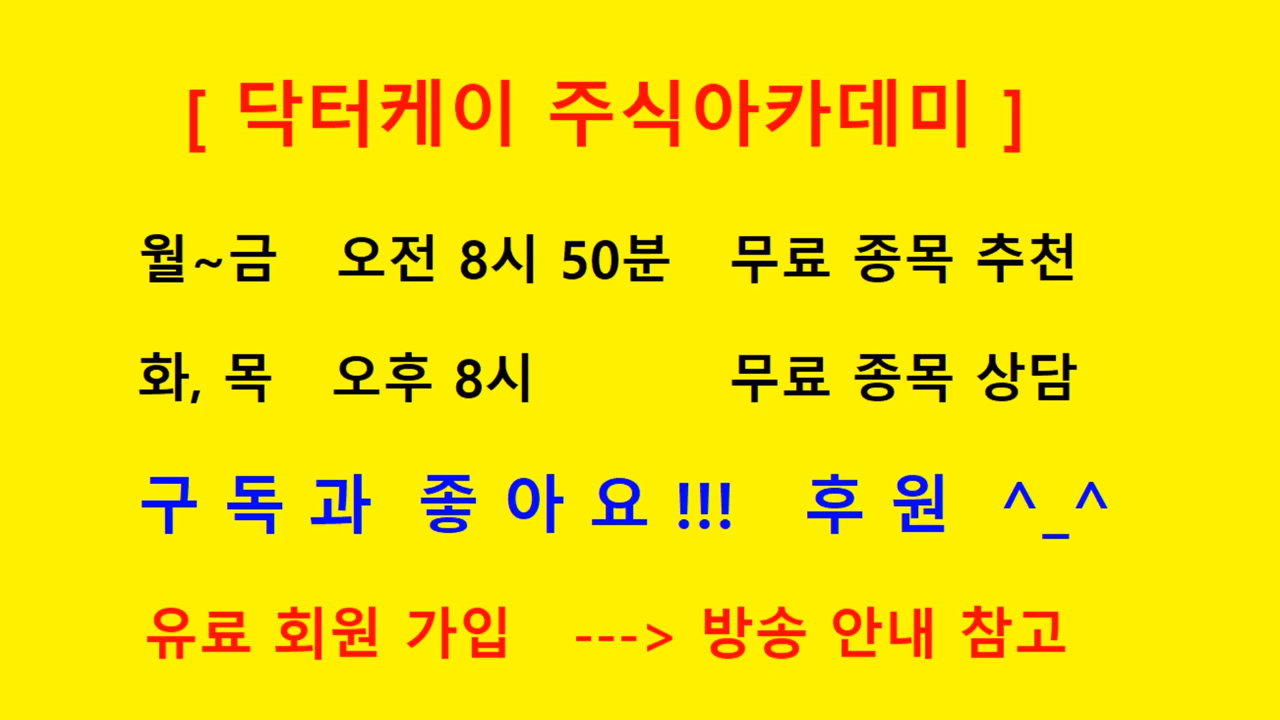 [ 닥터케이 주식아카데미 ]
월~금 오전 8시 50분 무료 종목 추천
화, 목 오후 8시 무료 종목 상담
구 독 과 좋 아 요 !!! 후 원 ^_^
유료 회원 가입 ---> 방송 안내 참고